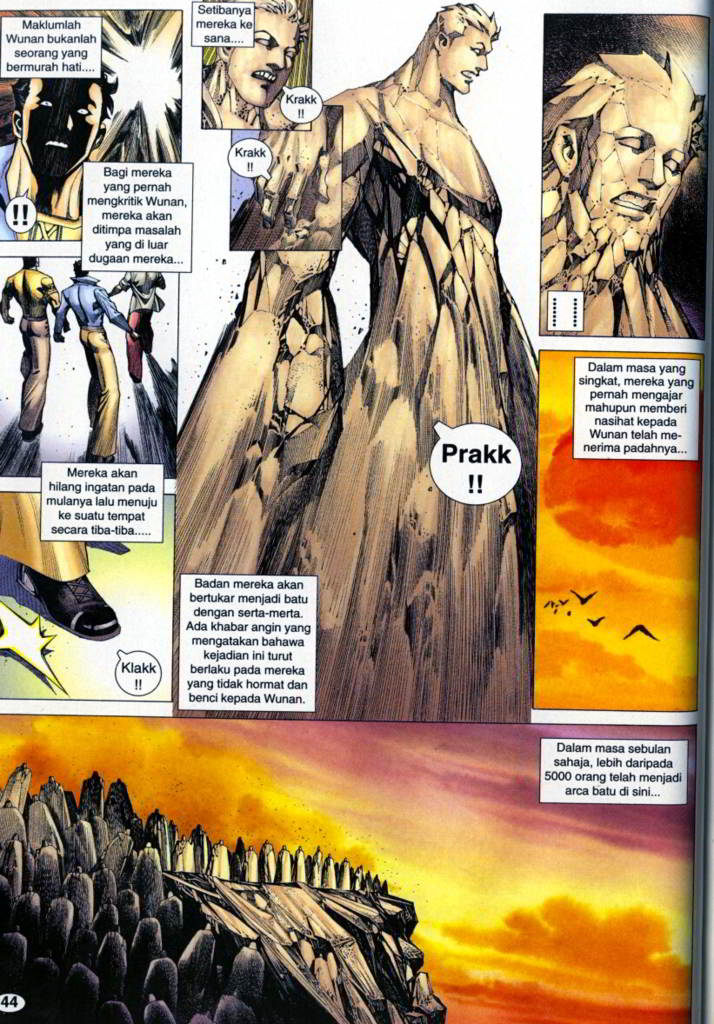 Maklumlah
Wunan bukanlah
seorang yang
bermurah hati....
!!
Bagi mereka
yang pernah
mengkritik Wunan,
mereka akan
ditimpa masalah
yang di luar
dugaan mereka...
Mereka akan
hilang ingatan pada
mulanya lalu menuju
ke suatu tempat
secara tiba-tiba.....
Klakk
!!
Setibanya
mereka ke
sana....
Krakk
!!
Krakk
!!
Prakk
!!
Badan mereka akan
bertukar menjadi batu
dengan serta-merta.
Ada khabar angin yang
mengatakan bahawa
kejadian ini turut
berlaku pada mereka
yang tidak hormat dan
benci kepada Wunan.
Dalam masa yang
singkat, mereka yang
pernah mengajar
mahupun memberi
nasihat kepada
Wunan telah me-
nerima padahnya...
Dalam masa sebulan
sahaja, lebih daripada
5000 orang telah menjadi
arca batu di sini...
44